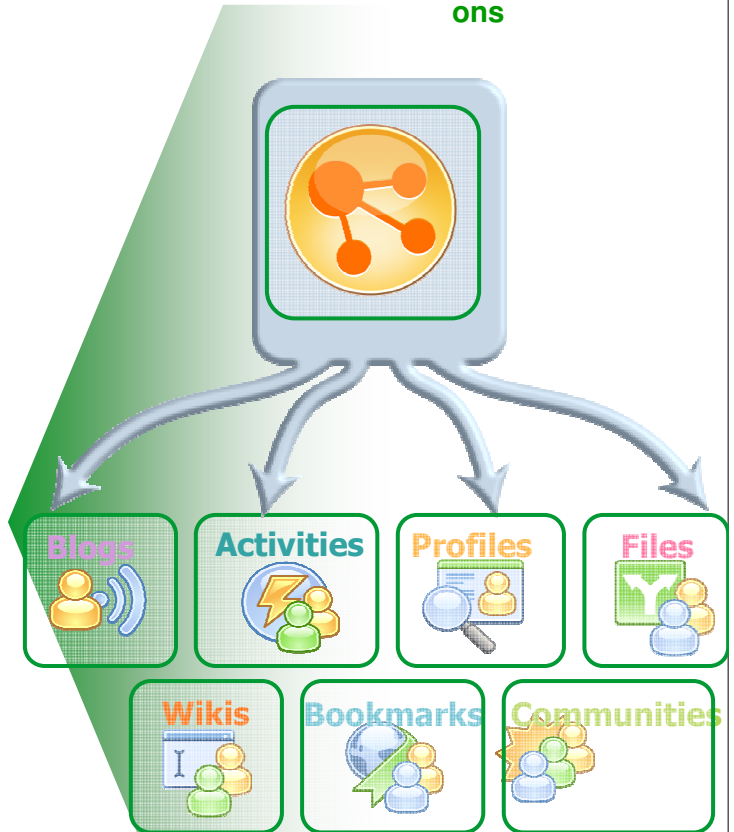 ons
Blogs
Activities
Profiles
Files
Wikis
Bookmarks
Communities